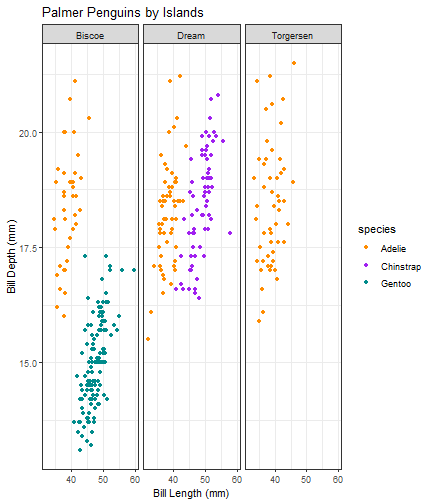 Palmer Penguins by Islands
Biscoe Dream Torgersen
20.0
17.5
15.0
Bill Depth (mm)
species
Adelie
Chinstrap
Gentoo
40 50 60 40 50 60 40 50 60
Bill Length (mm)